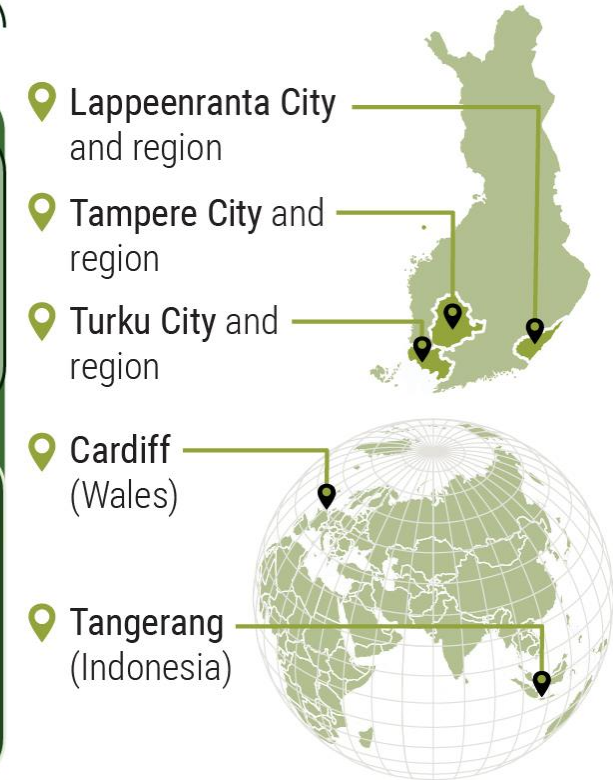 Lappeenranta City
and region
Tampere City and
region
Turku City and
region
Cardiff
(Wales)
Tangerang
(Indonesia)